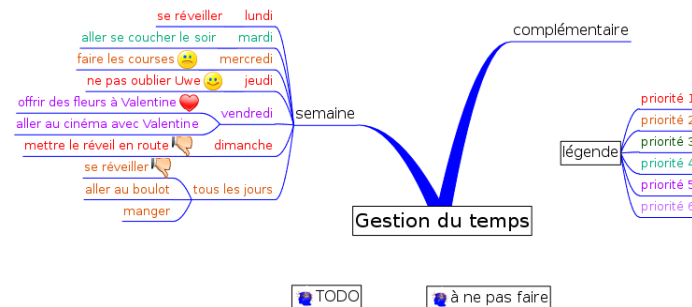 se réveiller lundi
aller se coucher le soir mardi
faire les courses mercredi
ne pas oublier Uwe jeudi
offrir des fleurs à Valentine
aller au cinéma avec Valentine
vendredi
mettre le réveil en route dimanche
se réveiller
aller au boulot
manger
tous les jours
semaine
complémentaire
Gestion du temps
légende
priorité 1
priorité 2
priorité 3
priorité 4
priorité 5
priorité 6
TODO
à ne pas faire